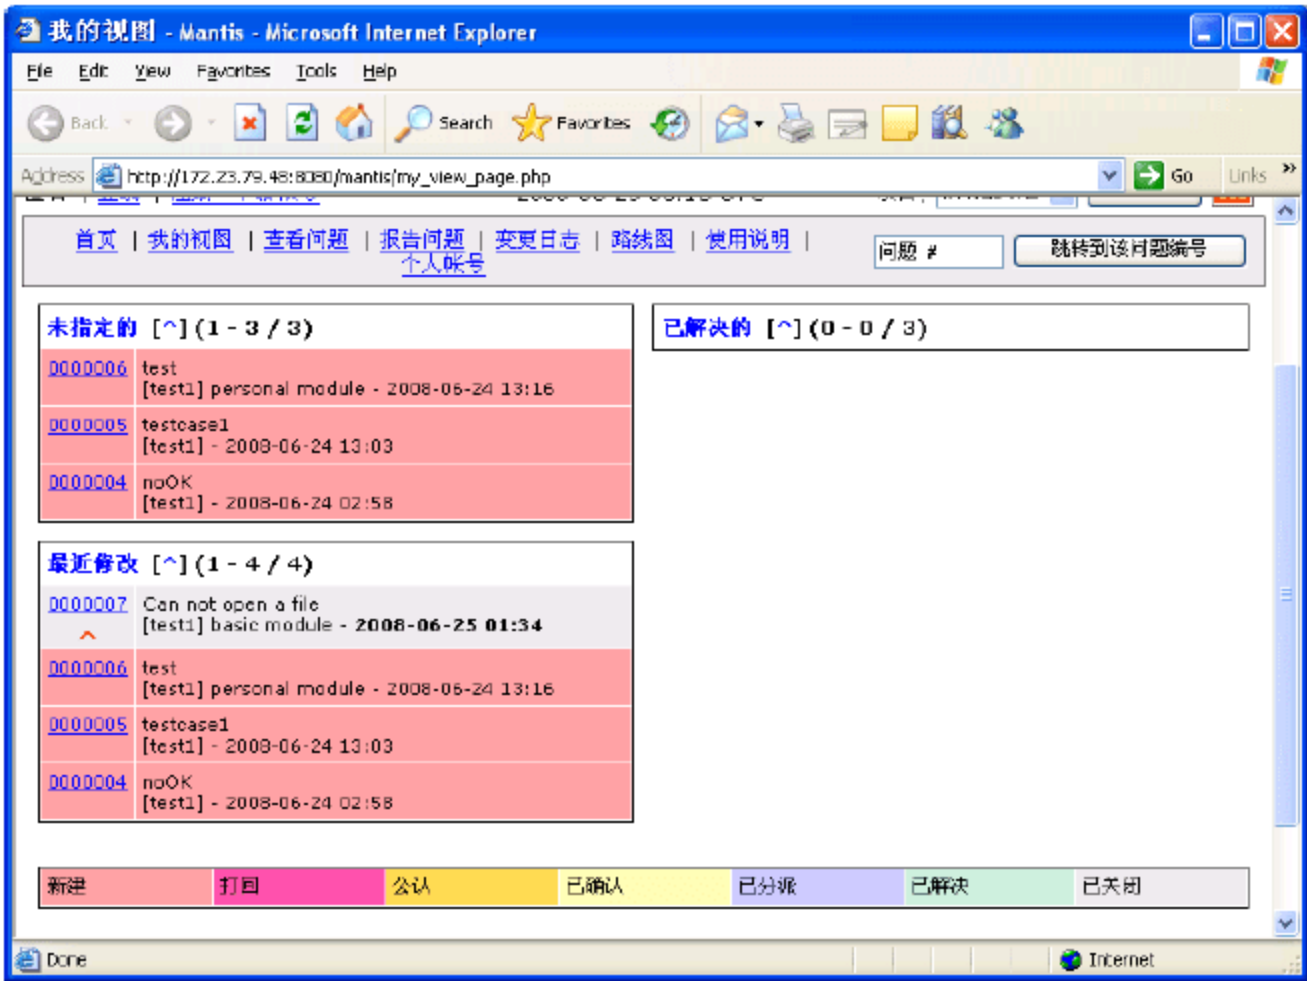 我的视图 - Mantis - Microsoft Internet Explorer
File Edit View Favorites Tools Help
Back Search Favorites
Address http://172.23.79.48:8080/mantis/my_view_page.php Go Links
首页 | 我的视图 | 查看问题 | 报告问题 | 变更日志 | 路线图 | 使用说明 |
个人帐号
问题 # 跳转到该问题编号
未指定的 [^] (1 - 3 / 3)
0000006 test
[test1] personal module - 2008-06-24 13:16
0000005 testcase1
[test1] - 2008-06-24 13:03
0000004 noOK
[test1] - 2008-06-24 02:58
已解决的 [^] (0 - 0 / 3)
最近修改 [^] (1 - 4 / 4)
0000007 Can not open a file
[test1] basic module - 2008-06-25 01:34
0000006 test
[test1] personal module - 2008-06-24 13:16
0000005 testcase1
[test1] - 2008-06-24 13:03
0000004 noOK
[test1] - 2008-06-24 02:58
新建 打回 公认 已确认 已分派 已解决 已关闭
Done Internet